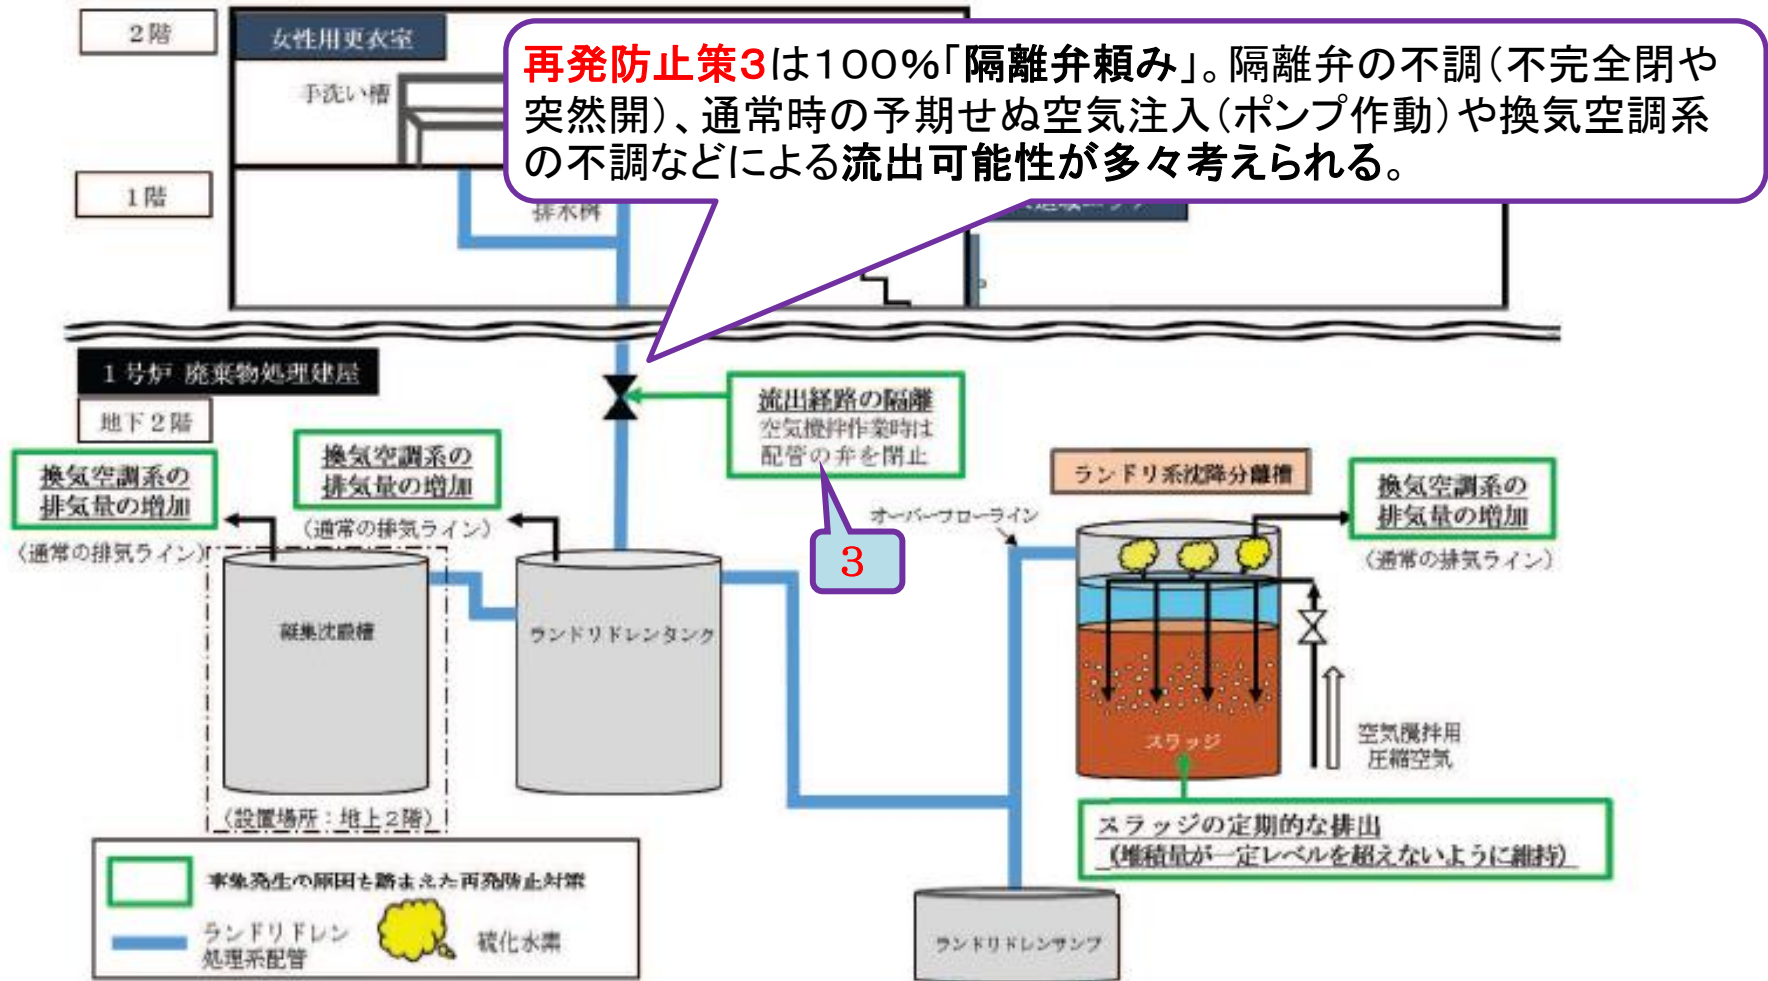 2階
女性用更衣室
再発防止策3は100%「隔離弁頼み」。隔離弁の不調(不完全閉や
突然開)、通常時の予期せぬ空気注入(ポンプ作動)や換気空調系
の不調などによる流出可能性が多々考えられる。
手洗い槽
1階
排水桝
1号炉 廃棄物処理建屋
地下2階
換気空調系の
排気量の増加
(通常の排気ライン)
換気空調系の
排気量の増加
(通常の排気ライン)
流出経路の隔離
空気攪拌作業時は
配管の弁を閉止
3
ランドリ系沈降分離槽
オーバーフローライン
換気空調系の
排気量の増加
(通常の排気ライン)
凝集沈殿槽
ランドリドレンタンク
スラッジ
空気攪拌用
圧縮空気
(設置場所:地上2階)
スラッジの定期的な排出
(堆積量が一定レベルを超えないように維持)
事象発生の原因も踏まえた再発防止対策
ランドリドレン
処理系配管
硫化水素
ランドリドレンサンプ